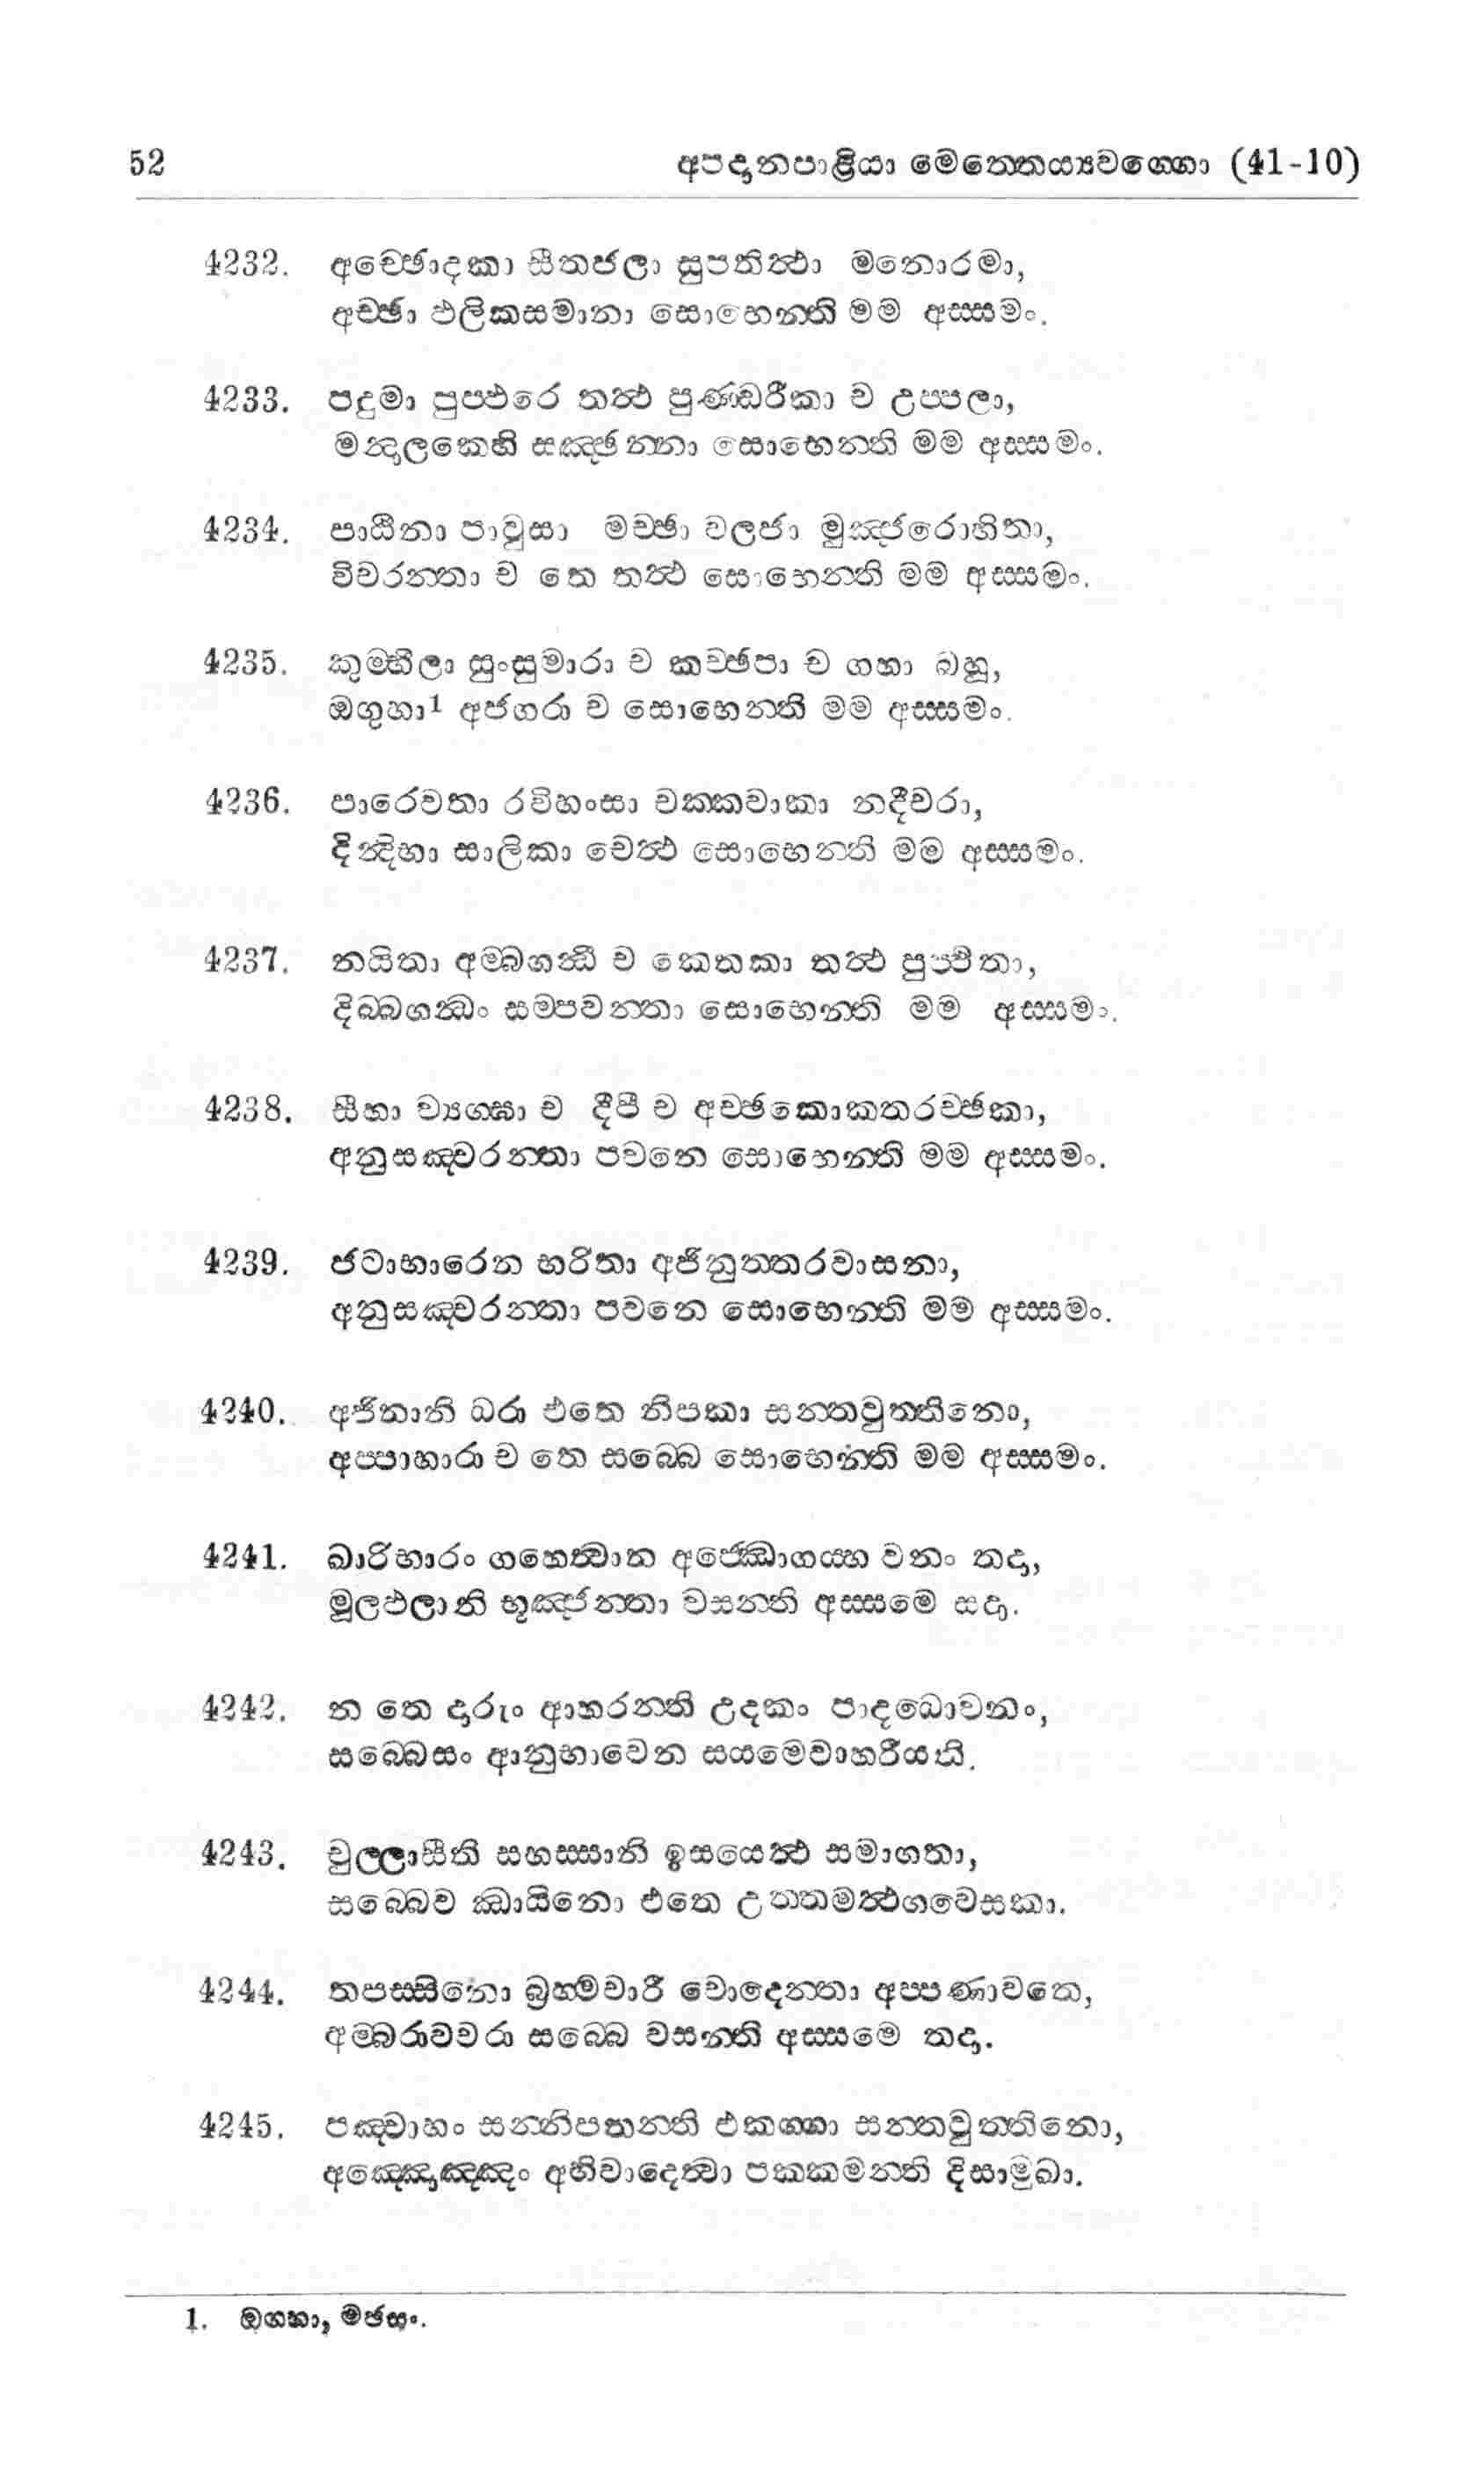 52 අපදානපාළියා මෙත්තෙය්‍යවග්ගො (41-10)
4232. අච්ඡොදකා සීතජලා සුපතිත්‍ථා මනොරමා,
අච්ඡා ඵලිකසමානා සොභෙන්ති මම අස්සමං.
4233. පදුමා පුප්ඵරෙ තත්‍ථ පුණ්ඩරීකා ච උප්පලා,
මන්‍දාලකෙහි සඤ්ඡන්නා සොභෙන්ති මම අස්සමං.
4234. පාඨීනා පාවුසා මච්ඡා වලජා මුඤ්ජරොහිතා,
විචරන්තා ච තෙ තත්‍ථ සොභෙන්ති මම අස්සමං.
4235. කුම්භීලා සුංසුමාරා ච කච්ඡපා ච ගහා බහූ,
ඔගුහා1 අජගරා ච සොභෙන්ති මම අස්සමං.
4236. පාරෙවතා රවිහංසා චක්කවාකා නදීචරා,
දින්‍දිභා සාලිකා චෙත්‍ථ සොභෙන්ති මම අස්සමං.
4237. නයිතා අම්බගන්‍ධී ච කෙතකා තත්‍ථ පුප්ඵිතා,
දිබ්බගන්‍ධං සම්පවන්තා සොභෙන්ති මම අස්සමං.
4238. සීහා ව්‍යග්ඝා ච දීපී ච අච්ඡකොකතරච්ඡකා,
අනුසඤ්චරන්තා පවනෙ සොභෙන්ති මම අස්සමං.
4239. ජටාභාරෙන භරිතා අජිනුත්තරවාසනා,
අනුසඤ්චරන්තා පවනෙ සොභෙන්ති මම අස්සමං.
4240. අජිනානි ධරා එතෙ නිපකා සන්තවුත්තිනො,
අප්පාහාරා ච තෙ සබ්බෙ සොභෙන්ති මම අස්සමං.
4241. ඛාරිභාරං ගහෙත්‍වාන අජ්ඣොගය්හ වනං තදා,
මූලඵලානි භුඤ්ජන්තා වසන්ති අස්සමෙ සදා.
4242. න තෙ දාරුං ආහරන්ති උදකං පාදධොවනං,
සබ්බෙසං ආනුභාවෙන සයමෙවාහරීයති.
4243. චුල්ලාසීති සහස්සානි ඉසයෙත්‍ථ සමාගතා,
සබ්බෙව ඣායිනො එතෙ උත්තමත්‍ථගවෙසකා.
4244. තපස්සිනො බ්‍රහ්මචාරී චොදෙන්තා අප්පණාවතෙ,
අම්බරාවචරා සබ්බෙ වසන්ති අස්සමෙ තදා.
4245. පඤ්චාහං සන්නිපතන්ති එකග්ගා සන්තවුත්තිනො,
අඤ්ඤොඤ්ඤං අභිවාදෙත්‍වා පක්කමන්ති දිසාමුඛා.
1. ඔගහා, මඡසං.